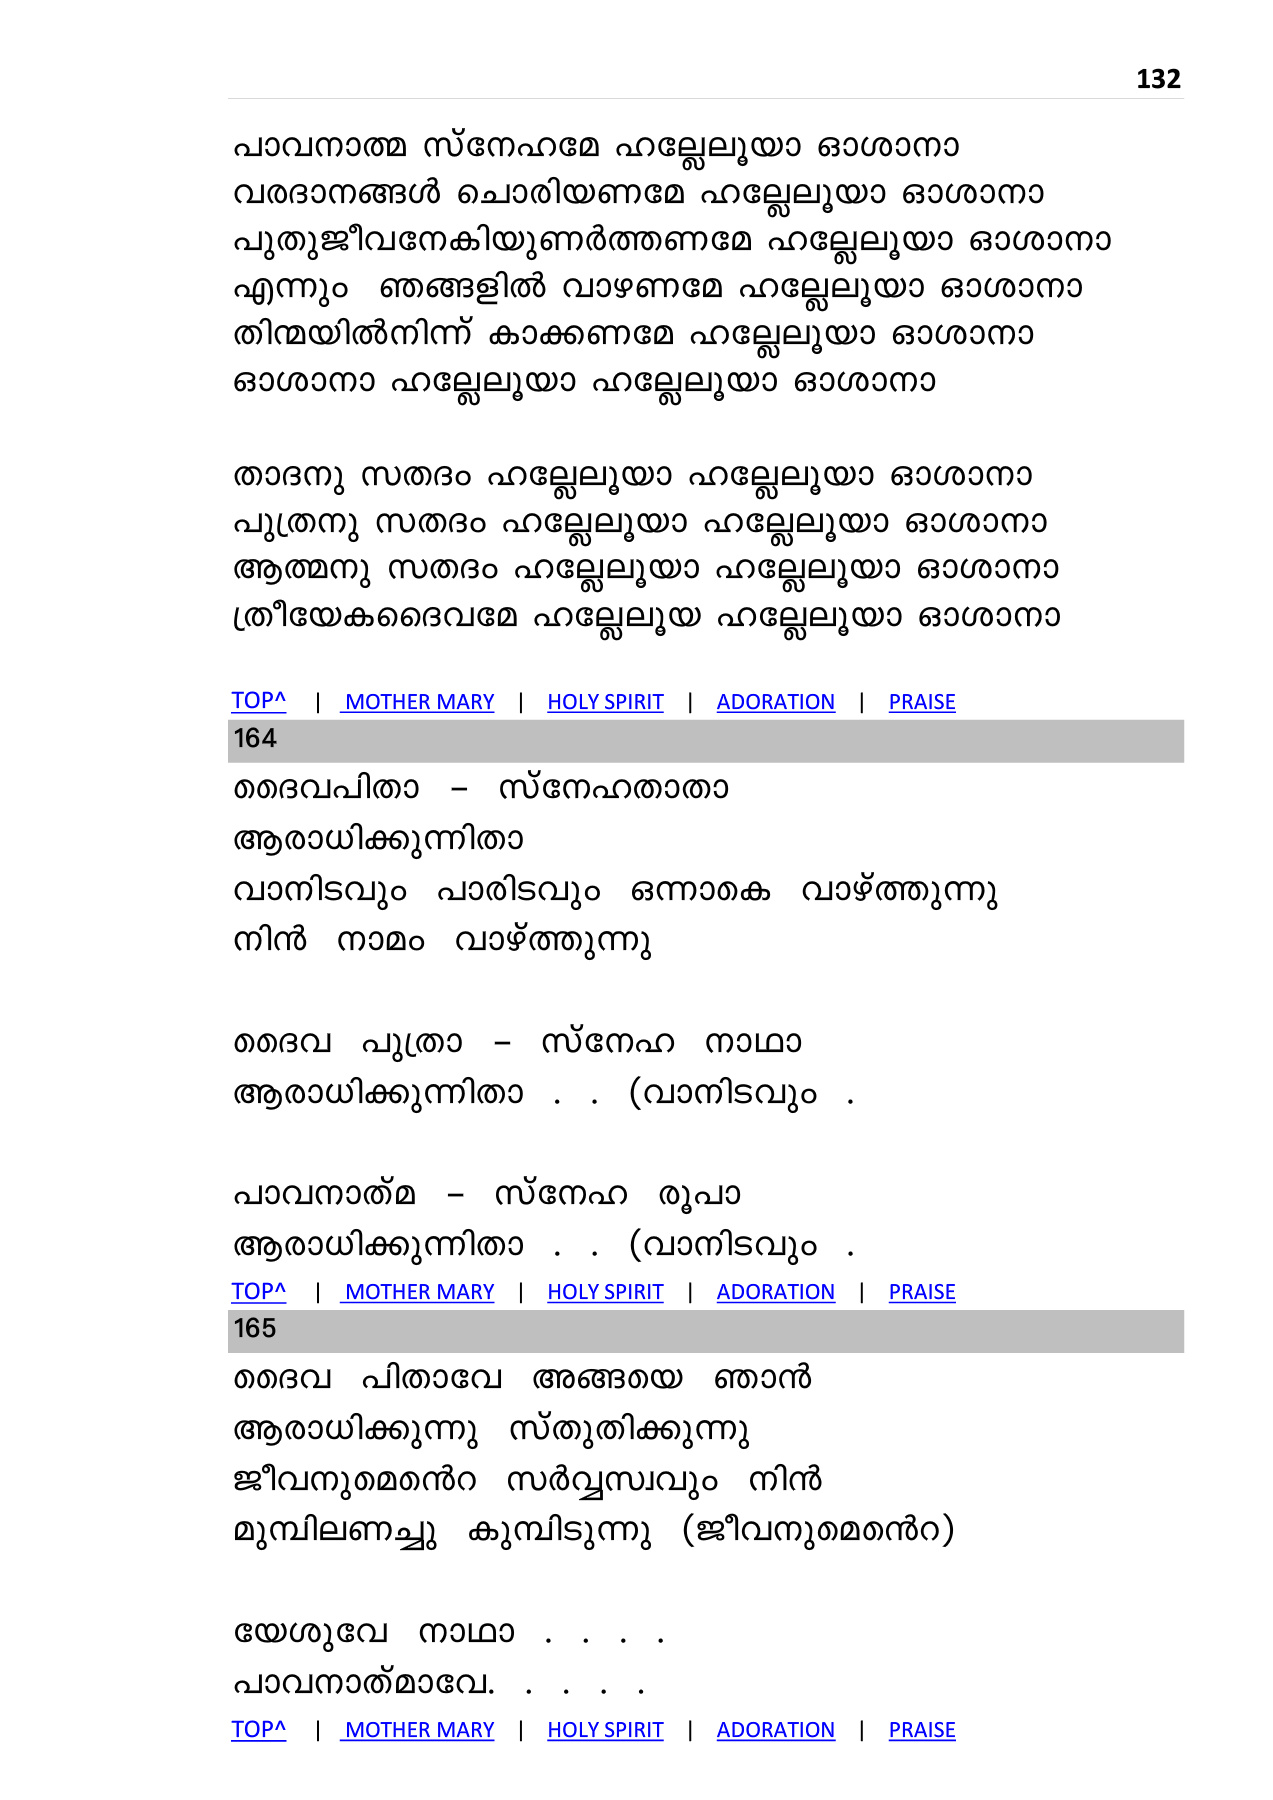 132
പാവനാത്മ സ്നേഹമേ ഹല്ലേലൂയാ ഓശാനാ
വരദാനങ്ങൾ ചൊരിയണമേ ഹല്ലേലൂയാ ഓശാനാ
പുതുജീവനേകിയുണർത്തണമേ ഹല്ലേലൂയാ ഓശാനാ
എന്നും ഞങ്ങളിൽ വാഴണമേ ഹല്ലേലൂയാ ഓശാനാ
തിന്മയിൽനിന്ന് കാക്കണമേ ഹല്ലേലൂയാ ഓശാനാ
ഓശാനാ ഹല്ലേലൂയാ ഹല്ലേലൂയാ ഓശാനാ
താദനു സതദം ഹല്ലേലൂയാ ഹല്ലേലൂയാ ഓശാനാ
പുത്രനു സതദം ഹല്ലേലൂയാ ഹല്ലേലൂയാ ഓശാനാ
ആത്മനു സതദം ഹല്ലേലൂയാ ഹല്ലേലൂയാ ഓശാനാ
ത്രീയേകദൈവമേ ഹല്ലേലൂയ ഹല്ലേലൂയാ ഓശാനാ
TOP^ | MOTHER MARY | HOLY SPIRIT | ADORATION | PRAISE
164
ദൈവപിതാ – സ്നേഹതാതാ
ആരാധിക്കുന്നിതാ
വാനിടവും പാരിടവും ഒന്നാകെ വാഴ്ത്തുന്നു
നിൻ നാമം വാഴ്ത്തുന്നു
ദൈവ പുത്രാ – സ്നേഹ നാഥാ
ആരാധിക്കുന്നിതാ . . (വാനിടവും .
പാവനാത്‌മ – സ്നേഹ രൂപാ
ആരാധിക്കുന്നിതാ . . (വാനിടവും .
TOP^ | MOTHER MARY | HOLY SPIRIT | ADORATION | PRAISE
165
ദൈവ പിതാവേ അങ്ങയെ ഞാൻ
ആരാധിക്കുന്നു സ്തുതിക്കുന്നു
ജീവനുമെൻെറ സർവ്വസ്വവും നിൻ
മുമ്പിലണച്ചു കുമ്പിടുന്നു (ജീവനുമെൻെറ)
യേശുവേ നാഥാ . . . .
പാവനാത്‌മാവേ. . . . .
TOP^ | MOTHER MARY | HOLY SPIRIT | ADORATION | PRAISE